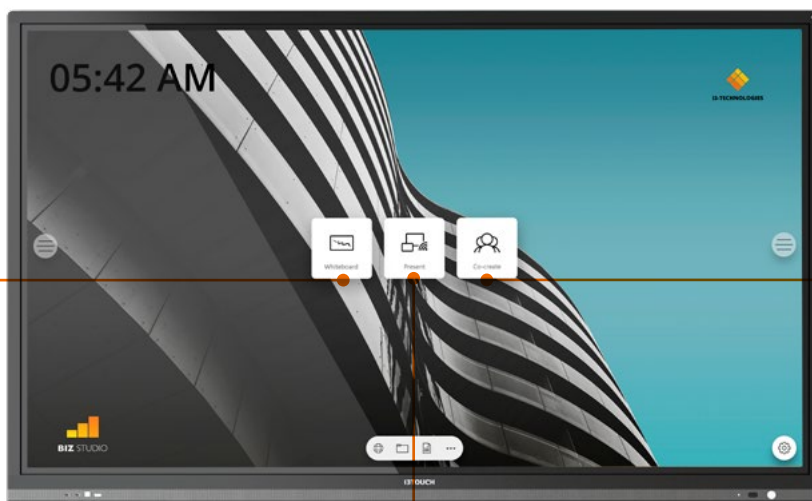 05:42 AM
i3-TECHNOLOGIES
Whiteboard
Present
Co-create
BIZ STUDIO
i3TOUCH